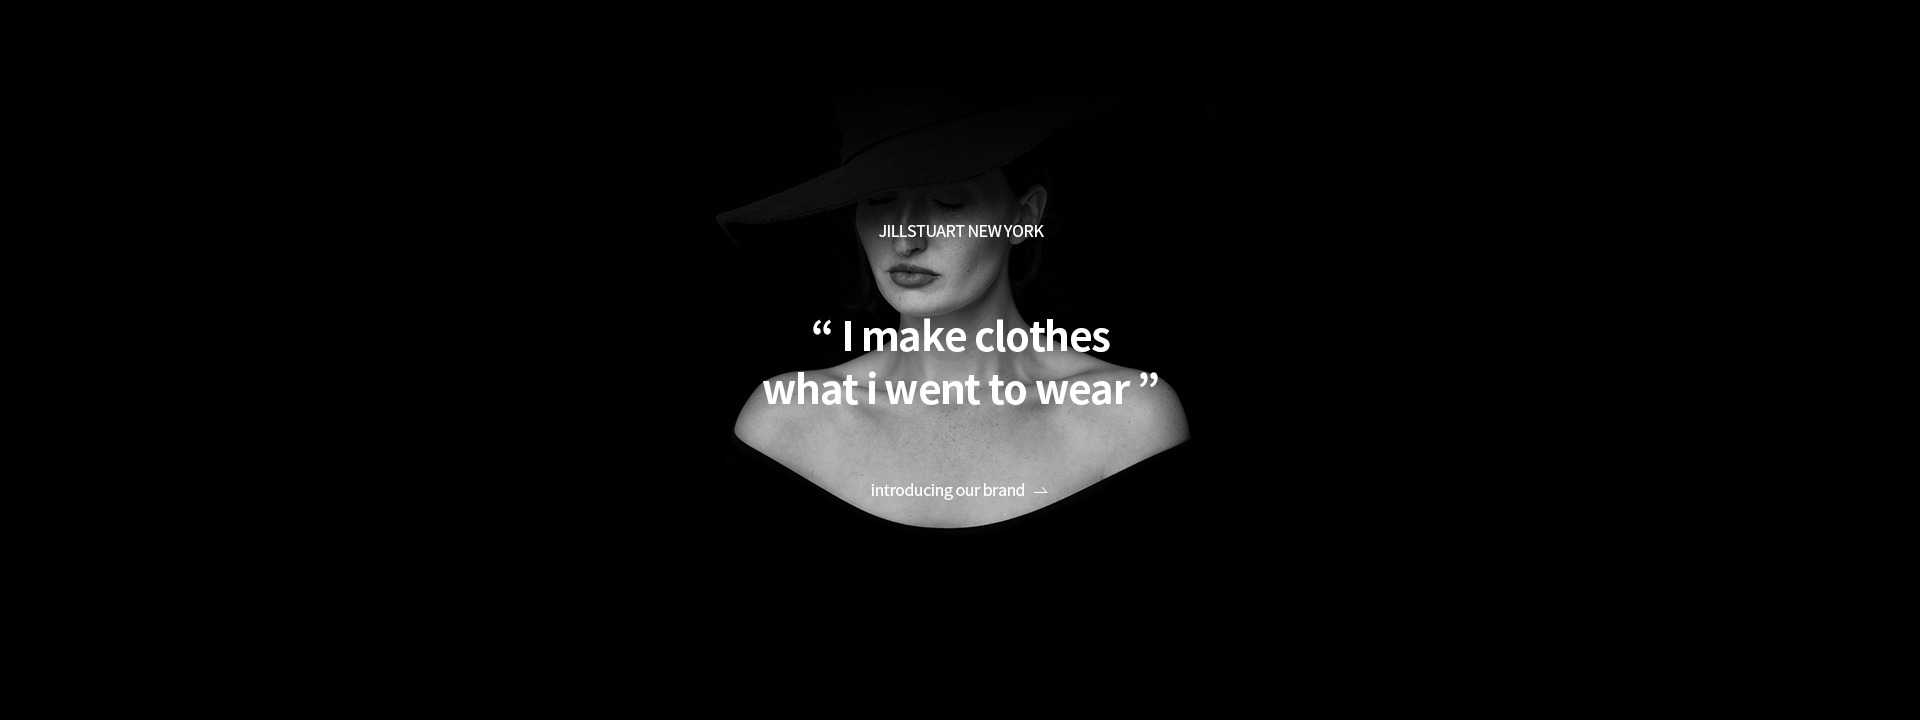 JILLSTUART NEW YORK
“ I make clothes
what i went to wear ”
introducing our brand →